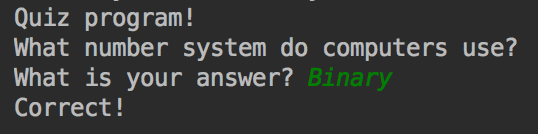 Quiz program!
What number system do computers use?
What is your answer? Binary
Correct!